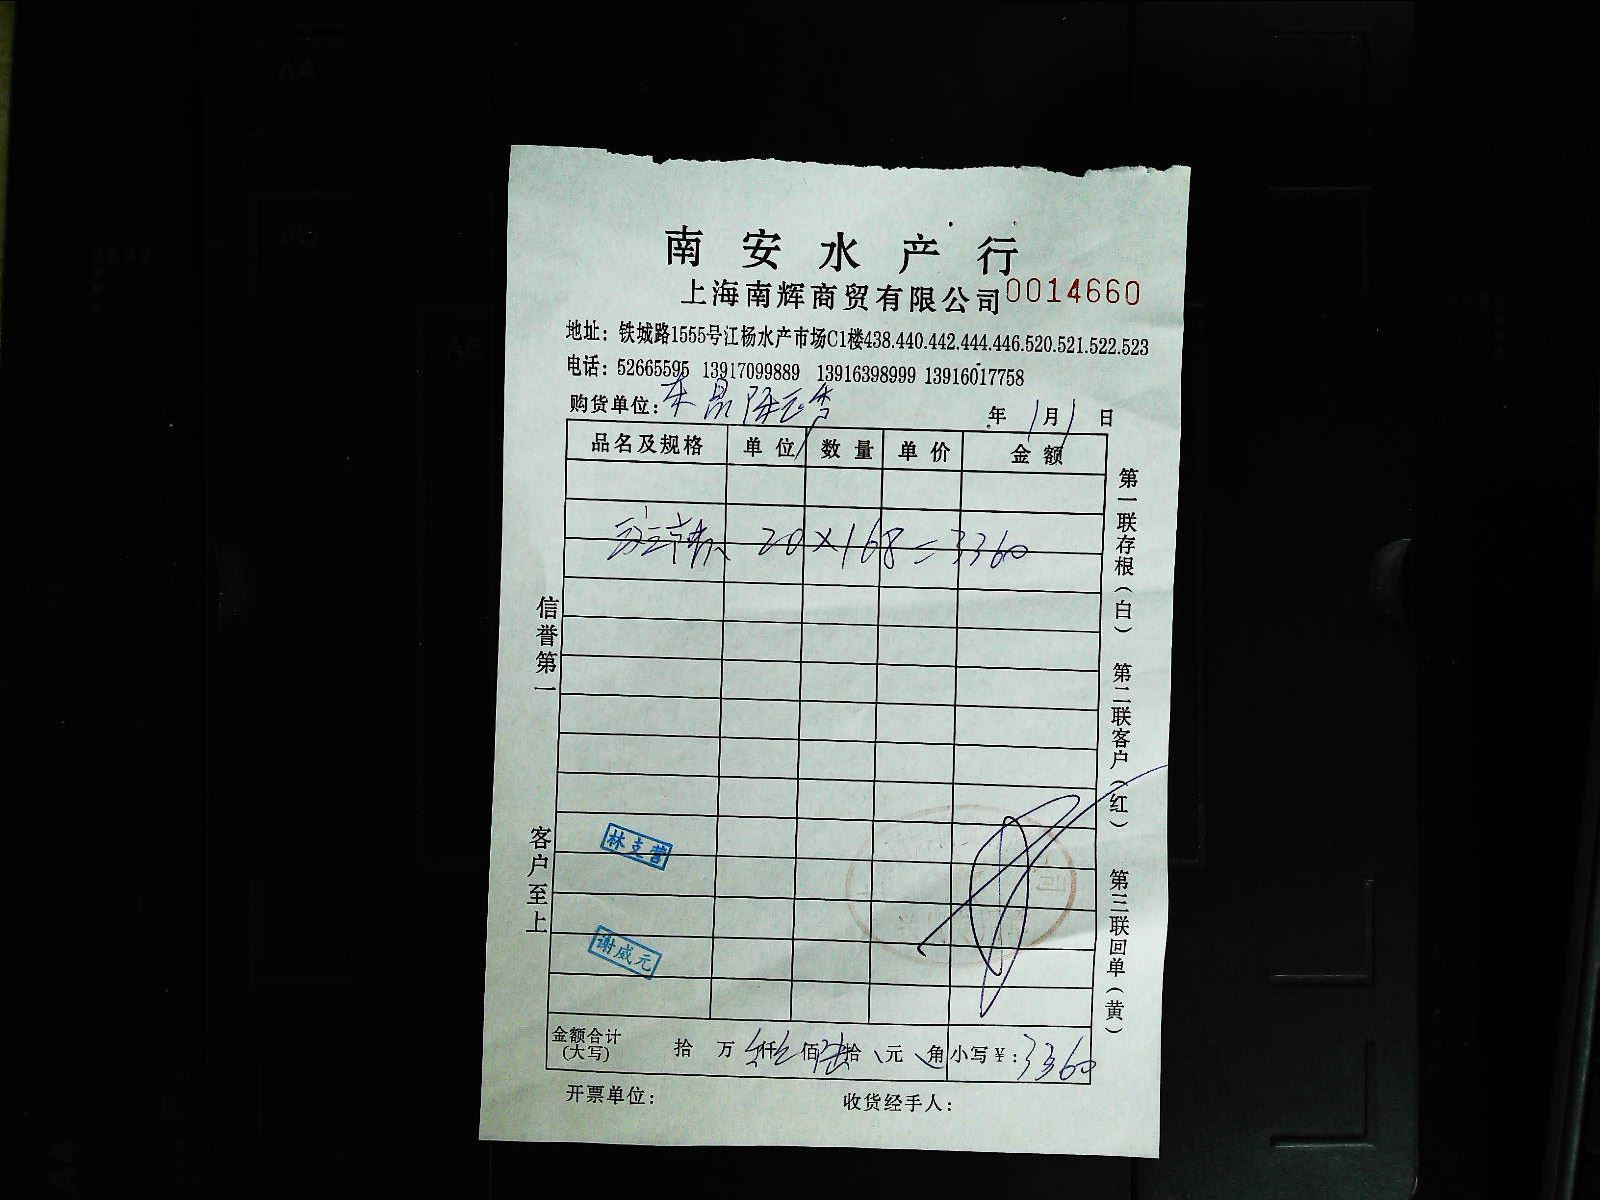 南安水产行
上海南辉商贸有限公司 0014660
地址：铁城路1555号江杨水产市场C1楼438.440.442.444.446.520.521.522.523
电话：52665595 13917099889 13916398999 13916017758
购货单位： 年 1月1日
品名及规格 单位 数量 单价 金额
20×168=3360
信誉第一
客户至上
第一联存根（白） 第二联客户（红） 第三联回单（黄）
林支营
谢威元
金额合计（大写） 拾 万 叁仟叁佰陆拾 元 角 小写￥：3360
开票单位： 收货经手人：